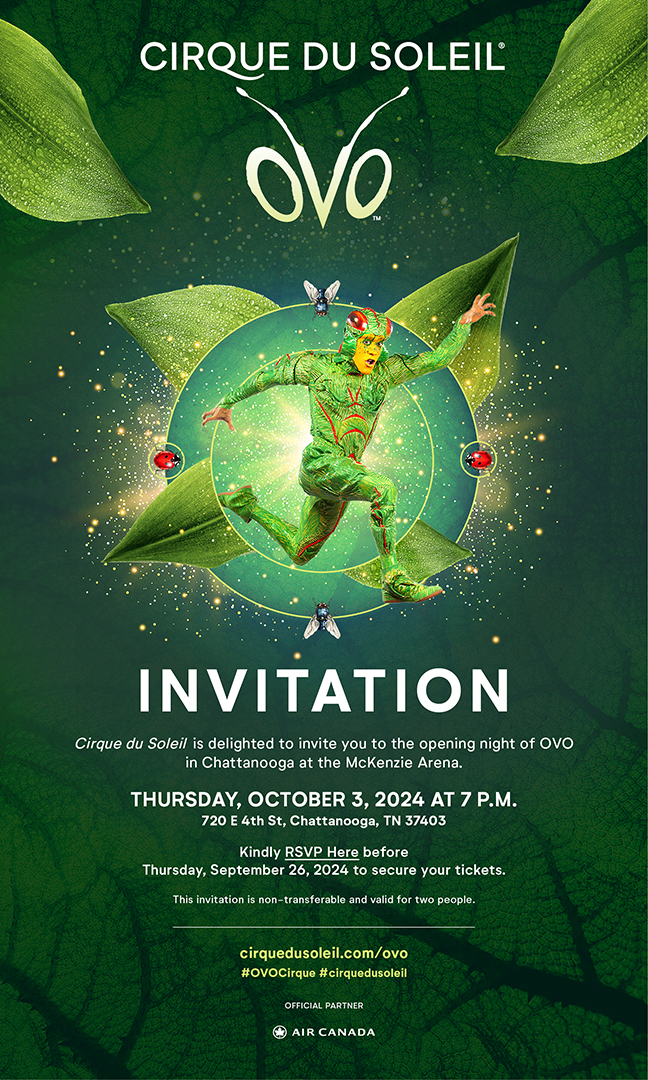 CIRQUE DU SOLEIL®
OVO™
INVITATION
Cirque du Soleil is delighted to invite you to the opening night of OVO
in Chattanooga at the McKenzie Arena.
THURSDAY, OCTOBER 3, 2024 AT 7 P.M.
720 E 4th St, Chattanooga, TN 37403
Kindly RSVP Here before
Thursday, September 26, 2024 to secure your tickets.
This invitation is non-transferable and valid for two people.
cirquedusoleil.com/ovo
#OVOCirque #cirquedusoleil
OFFICIAL PARTNER
AIR CANADA